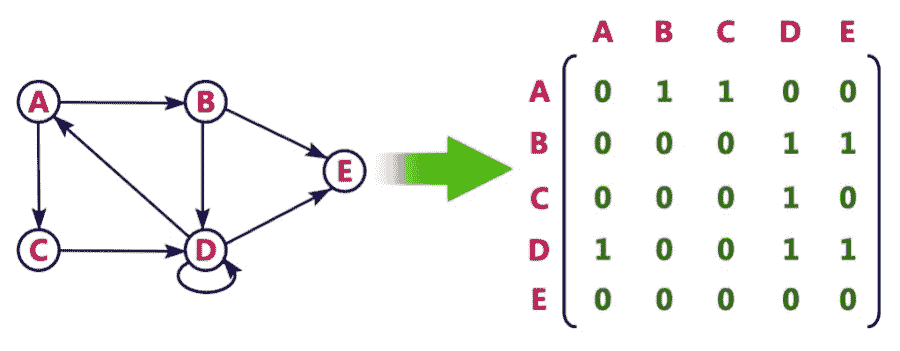 A B C D E
A 0 1 1 0 0
B 0 0 0 1 1
C 0 0 0 1 0
D 1 0 0 1 1
E 0 0 0 0 0
A B
E
C D